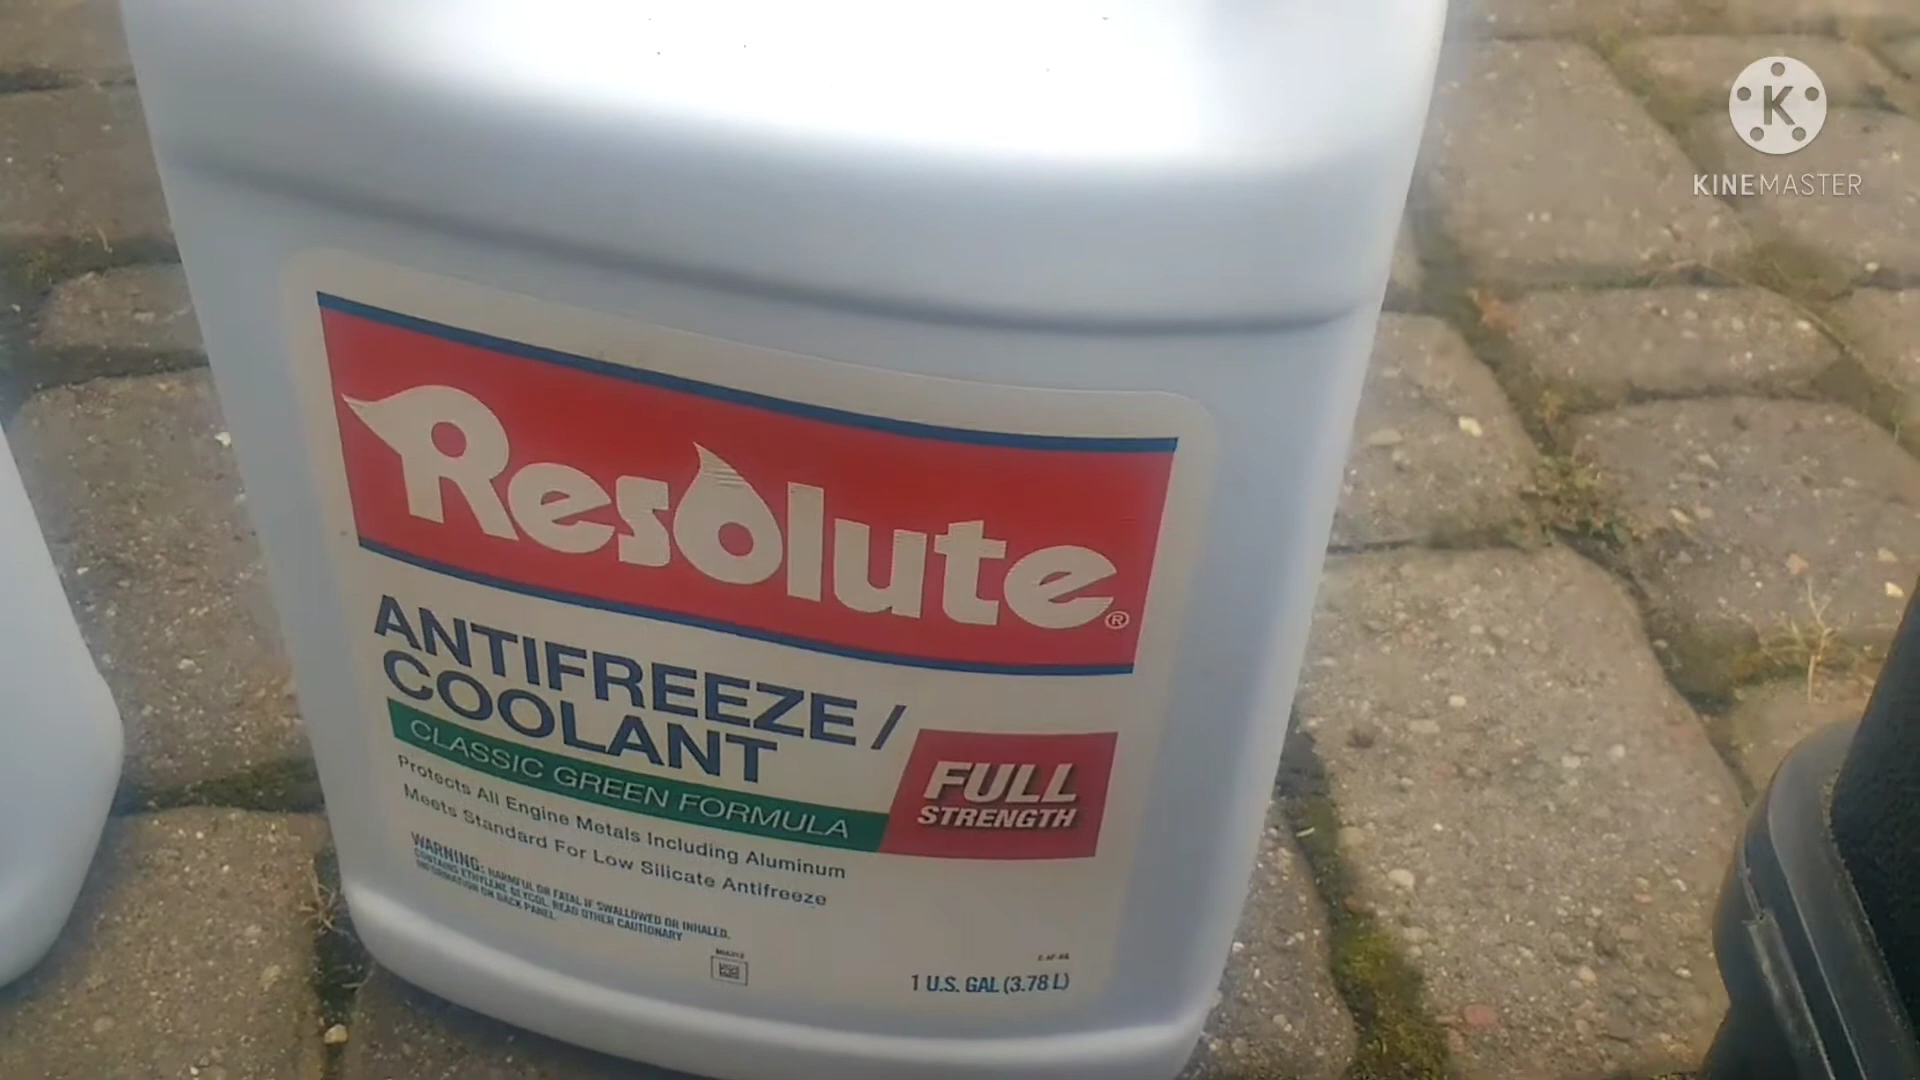 K
KINEMASTER
Resolute®
ANTIFREEZE/
COOLANT
CLASSIC GREEN FORMULA
FULL
STRENGTH
Protects All Engine Metals Including Aluminum
Meets Standard For Low Silicate Antifreeze
WARNING: HARMFUL OR FATAL IF SWALLOWED OR INHALED.
CONTAINS ETHYLENE GLYCOL. READ OTHER CAUTIONARY
INFORMATION ON BACK PANEL.
1 U.S. GAL (3.78 L)